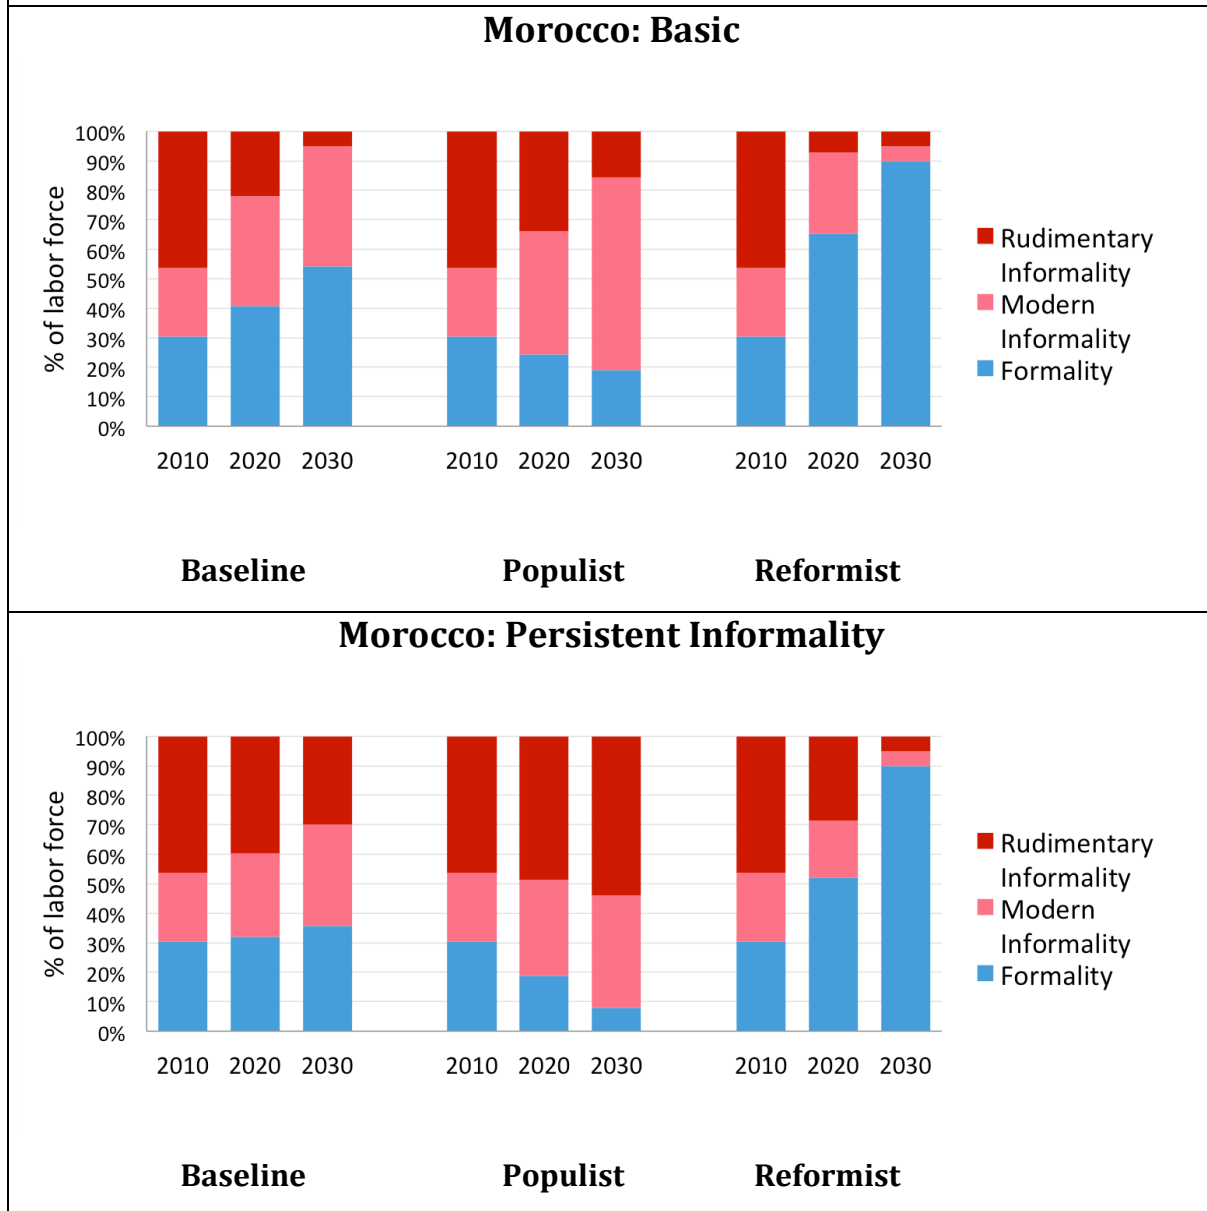 Morocco: Basic
100%
90%
80%
70%
60%
50%
40%
30%
20%
10%
0%
% of labor force
2010 2020 2030 2010 2020 2030 2010 2020 2030
Rudimentary
Informality
Modern
Informality
Formality
Baseline Populist Reformist
Morocco: Persistent Informality
100%
90%
80%
70%
60%
50%
40%
30%
20%
10%
0%
% of labor force
2010 2020 2030 2010 2020 2030 2010 2020 2030
Rudimentary
Informality
Modern
Informality
Formality
Baseline Populist Reformist